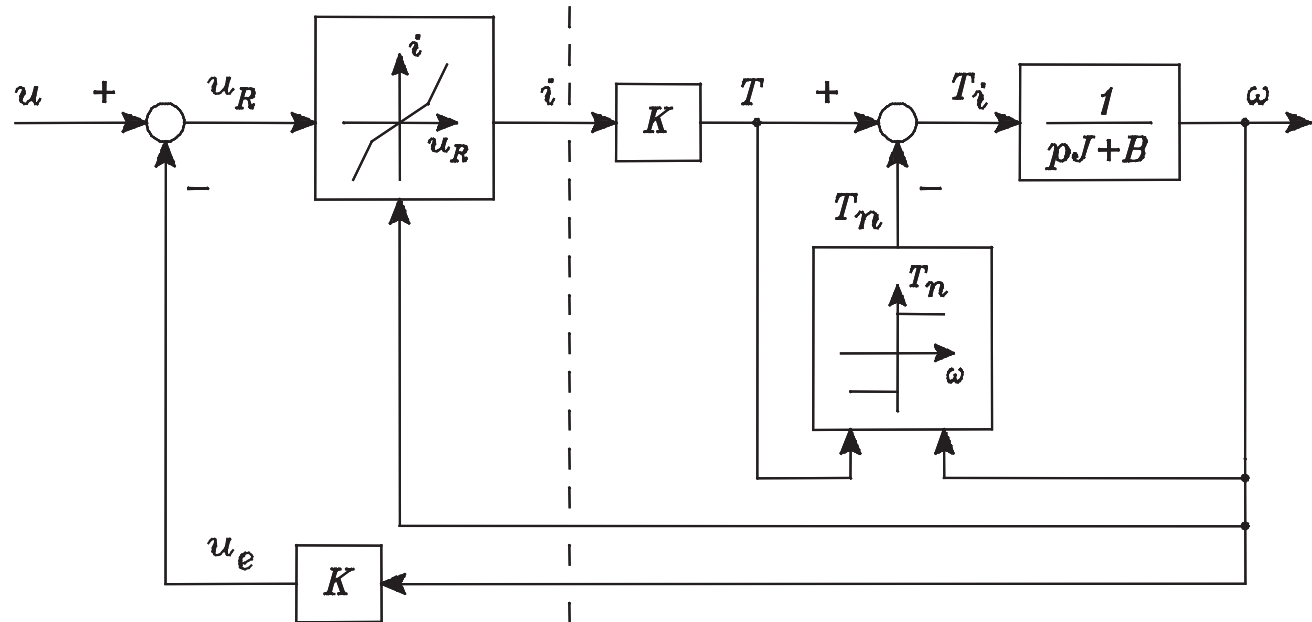 u + u_R i u_R i K T + T_i 1 ω
pJ+B
−
T_n −
T_n
ω
u_e K